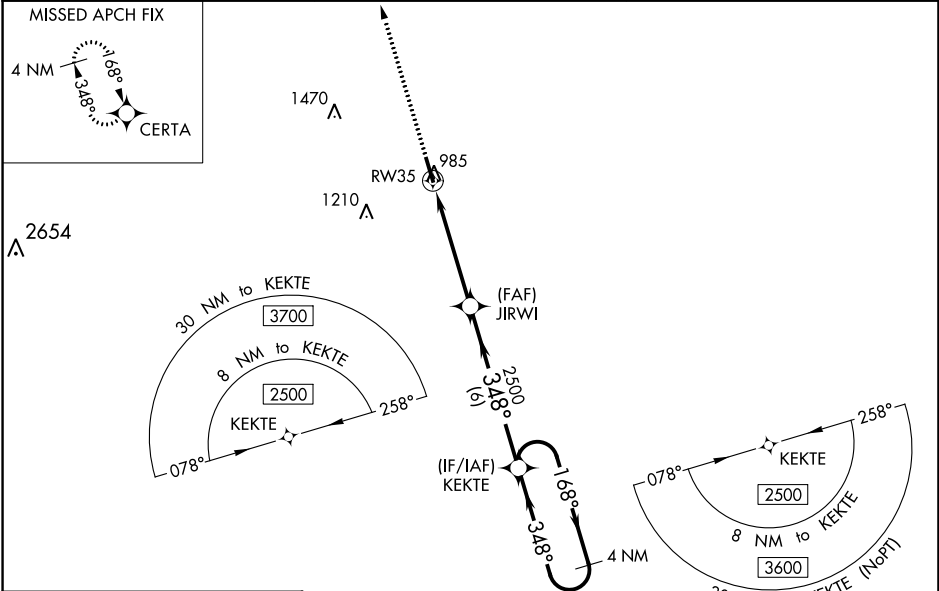 MISSED APCH FIX
4 NM
168°
348°
CERTA
1470
985
RW35
1210
2654
(FAF)
JIRWI
30 NM to KEKTE
3700
8 NM to KEKTE
2500
KEKTE
258°
078°
2500
348°
(6)
(IF/IAF)
KEKTE
168°
348°
4 NM
258°
078°
KEKTE
2500
8 NM to KEKTE
3600
KEKTE (NoPT)